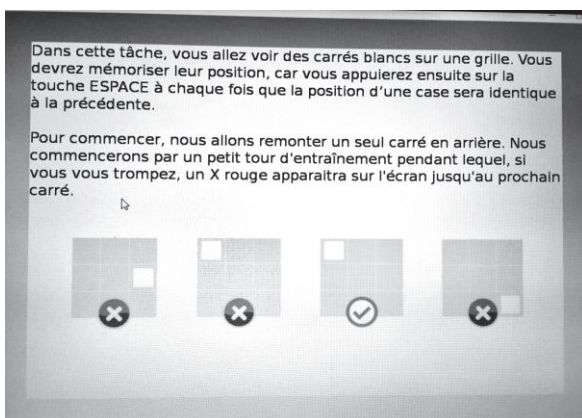 Dans cette tâche, vous allez voir des carrés blancs sur une grille. Vous
devrez mémoriser leur position, car vous appuierez ensuite sur la
touche ESPACE à chaque fois que la position d'une case sera identique
à la précédente.
Pour commencer, nous allons remonter un seul carré en arrière. Nous
commencerons par un petit tour d'entraînement pendant lequel, si
vous vous trompez, un X rouge apparaitra sur l'écran jusqu'au prochain
carré.